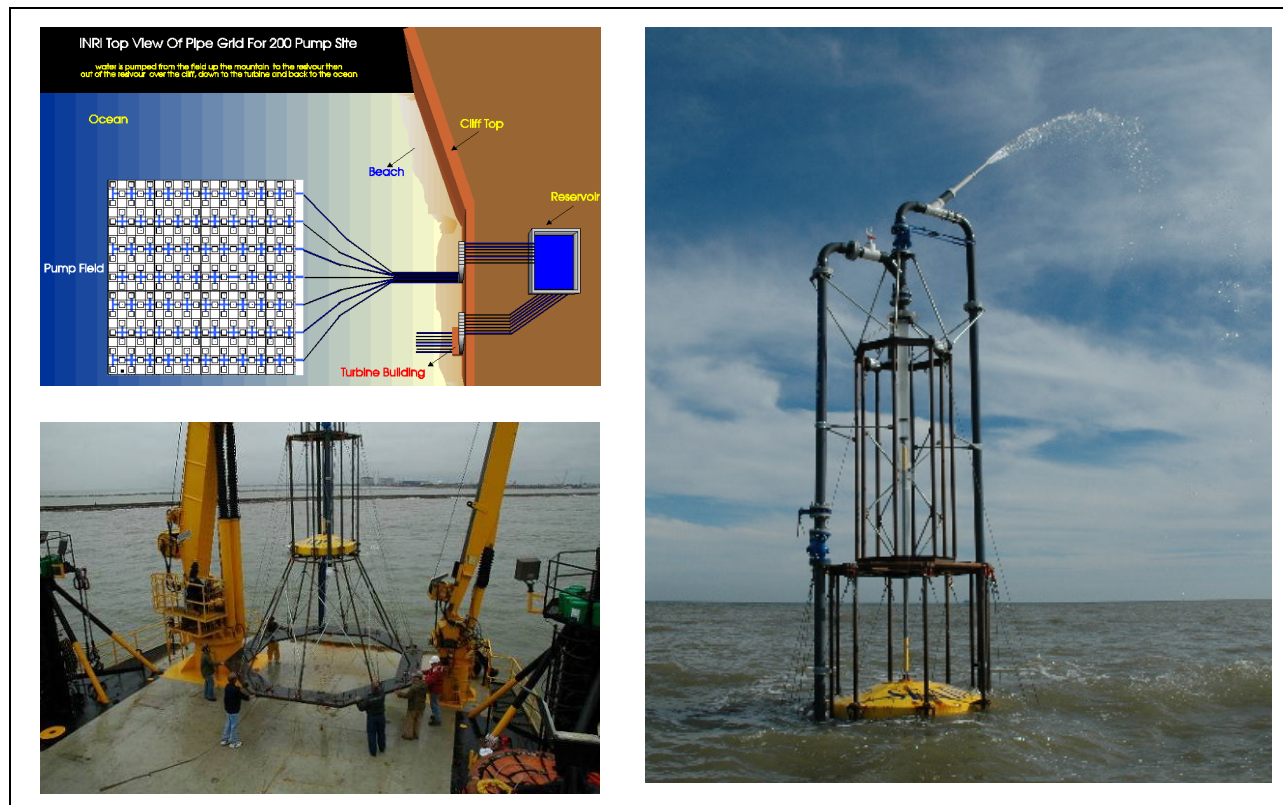 INRI Top View Of Pipe Grid For 200 Pump Site
water is pumped from the field up the mountain to the resivour then
out of the resivour over the cliff, down to the turbine and back to the ocean
Ocean
Cliff Top
Beach
Reservoir
Pump Field
Turbine Building